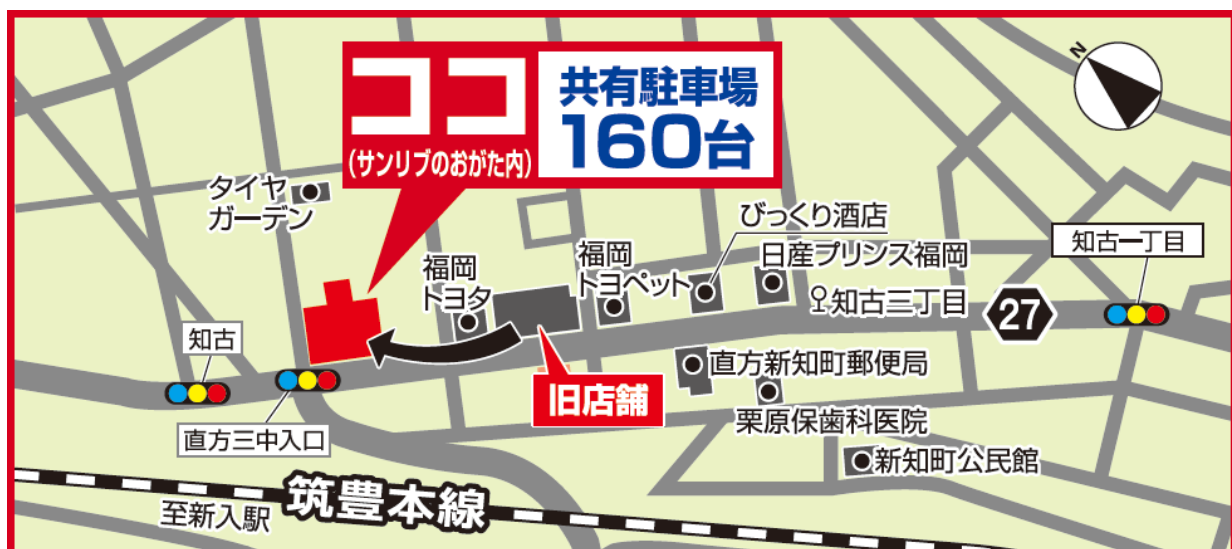 ココ
(サンリブのおがた内)
共有駐車場
160台
N
タイヤ
ガーデン
びっくり酒店
福岡
トヨタ
福岡
トヨペット
日産プリンス福岡
知古一丁目
知古二丁目
27
知古
旧店舗
直方新知町郵便局
直方三中入口
栗原保歯科医院
新知町公民館
筑豊本線
至新入駅